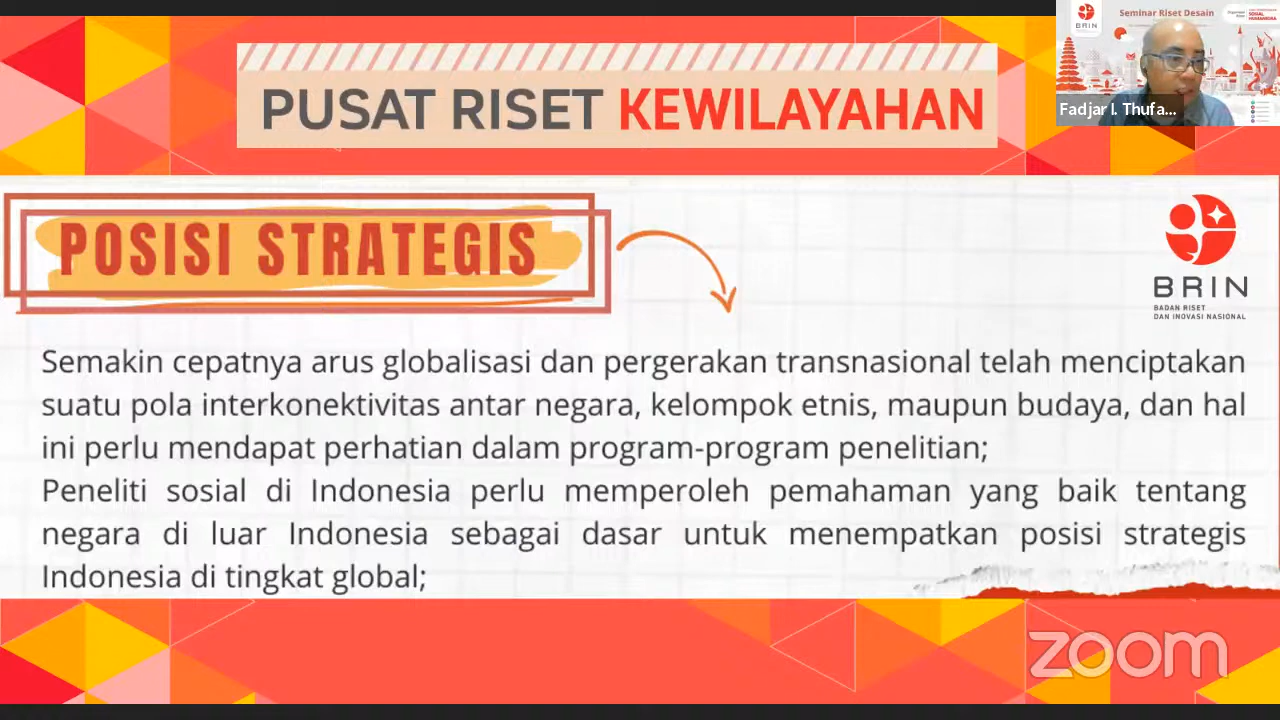 PUSAT RISET KEWILAYAHAN
BRIN
Seminar Riset Desain
Fadjar I. Thufa...
POSISI STRATEGIS
BRIN
BADAN RISET
DAN INOVASI NASIONAL
Semakin cepatnya arus globalisasi dan pergerakan transnasional telah menciptakan
suatu pola interkonektivitas antar negara, kelompok etnis, maupun budaya, dan hal
ini perlu mendapat perhatian dalam program-program penelitian;
Peneliti sosial di Indonesia perlu memperoleh pemahaman yang baik tentang
negara di luar Indonesia sebagai dasar untuk menempatkan posisi strategis
Indonesia di tingkat global;
zoom